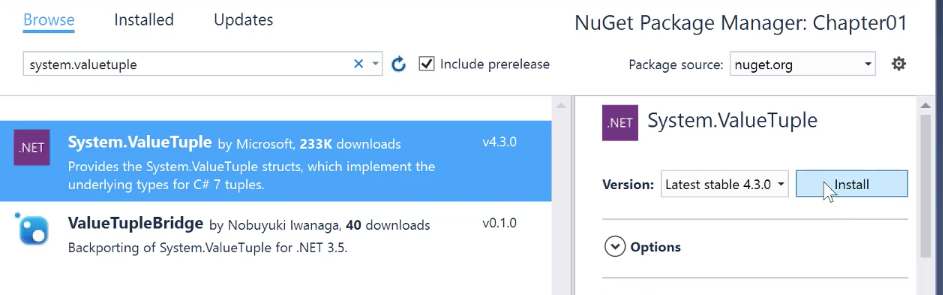 Browse Installed Updates NuGet Package Manager: Chapter01
system.valuetuple Include prerelease Package source: nuget.org
.NET System.ValueTuple by Microsoft, 233K downloads v4.3.0
Provides the System.ValueTuple structs, which implement the
underlying types for C# 7 tuples.
ValueTupleBridge by Nobuyuki Iwanaga, 40 downloads v0.1.0
Backporting of System.ValueTuple for .NET 3.5.
.NET System.ValueTuple
Version: Latest stable 4.3.0 Install
Options